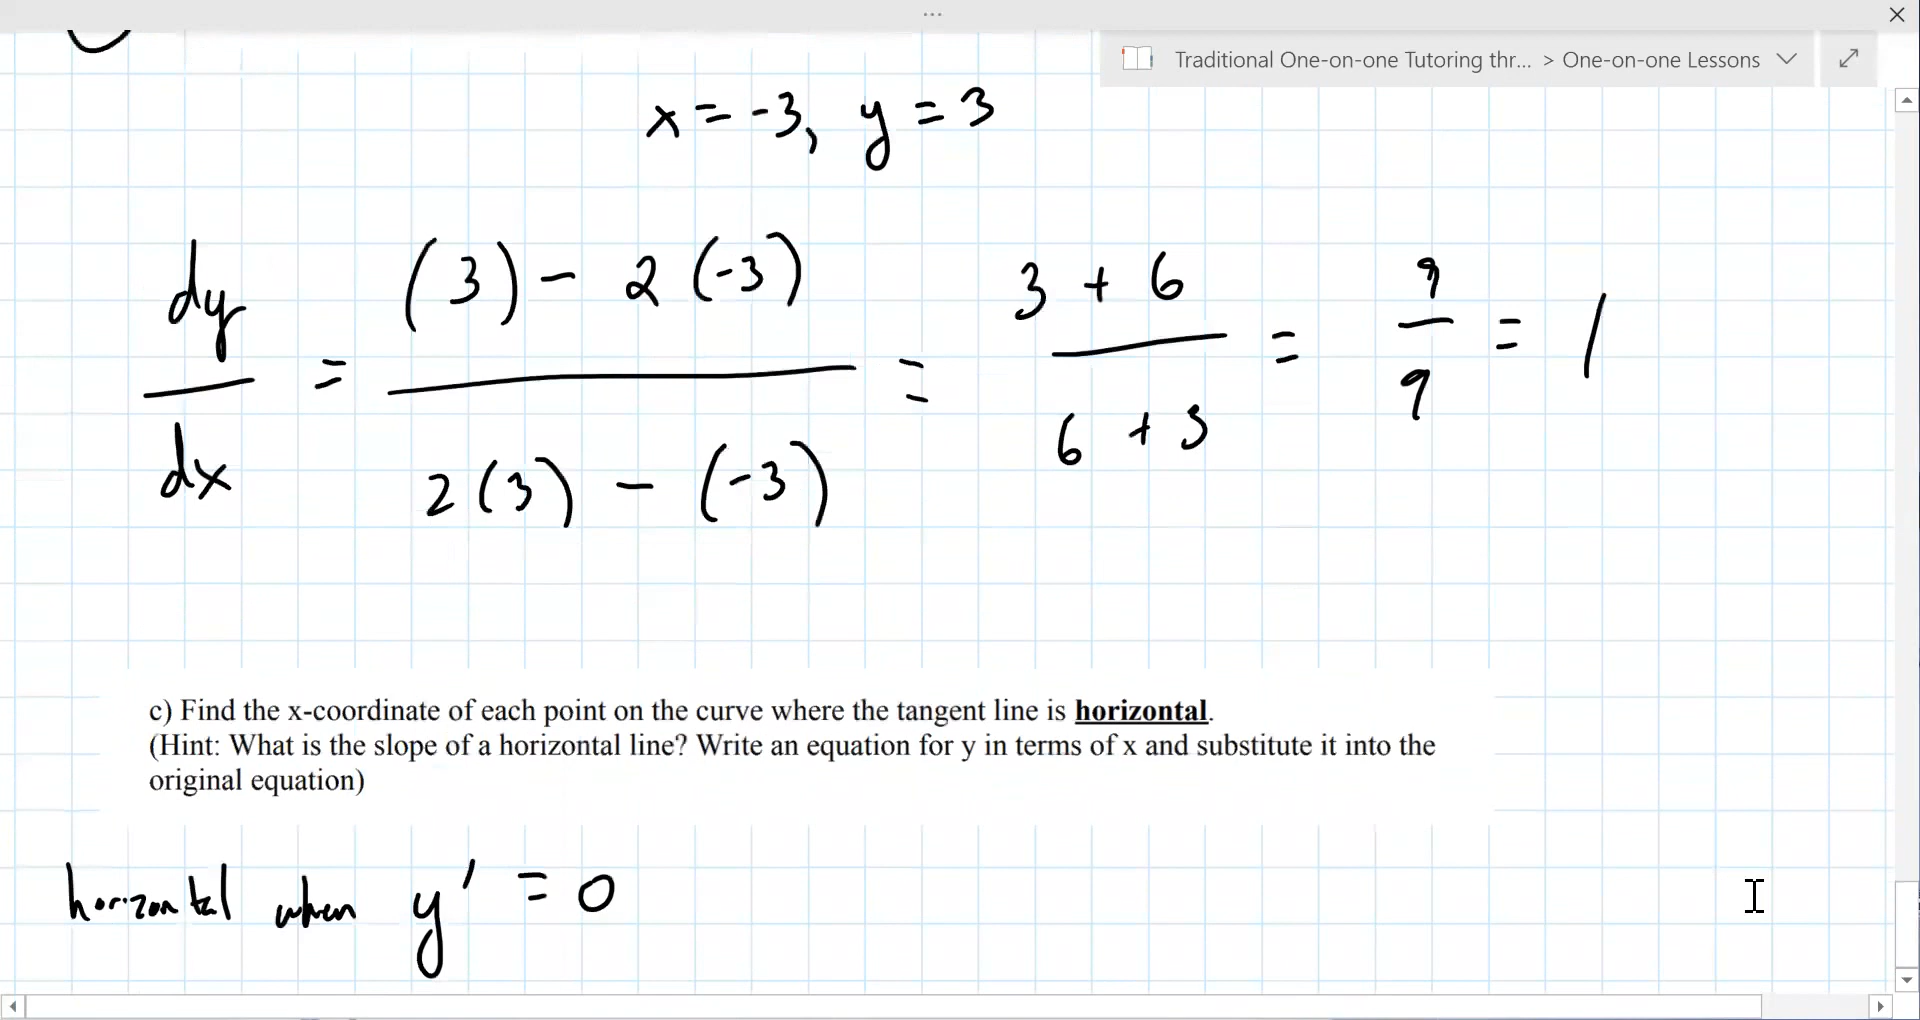 Traditional One-on-one Tutoring thr... > One-on-one Lessons
x = -3, y = 3
dy/dx = ((3) - 2(-3))/(2(3) - (-3)) = (3 + 6)/(6 + 3) = 9/9 = 1
c) Find the x-coordinate of each point on the curve where the tangent line is horizontal.
(Hint: What is the slope of a horizontal line? Write an equation for y in terms of x and substitute it into the
original equation)
horizontal when y' = 0